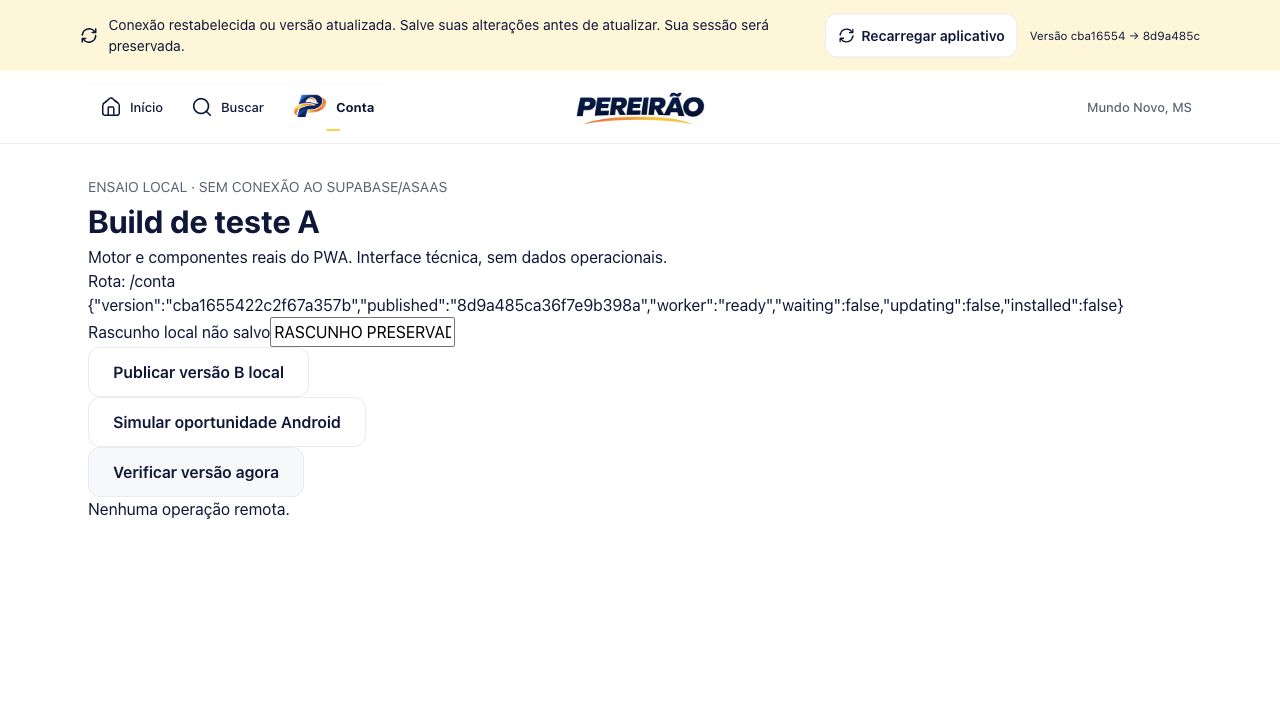 Conexão restabelecida ou versão atualizada. Salve suas alterações antes de atualizar. Sua sessão será
preservada.
Recarregar aplicativo
Versão cba16554 → 8d9a485c
Início
Buscar
Conta
PEREIRÃO
Mundo Novo, MS
ENSAIO LOCAL · SEM CONEXÃO AO SUPABASE/ASAAS
Build de teste A
Motor e componentes reais do PWA. Interface técnica, sem dados operacionais.
Rota: /conta
{"version":"cba1655422c2f67a357b","published":"8d9a485ca36f7e9b398a","worker":"ready","waiting":false,"updating":false,"installed":false}
Rascunho local não salvo RASCUNHO PRESERVAD
Publicar versão B local
Simular oportunidade Android
Verificar versão agora
Nenhuma operação remota.